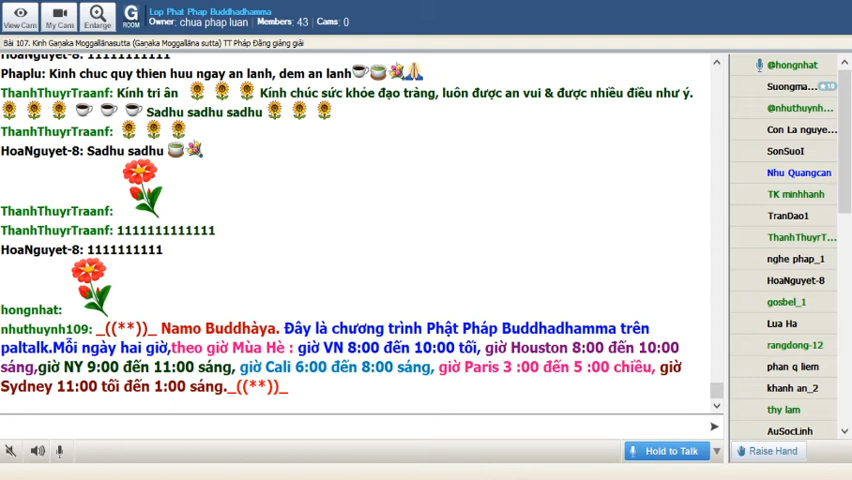 Lop Phat Phap Buddhadhamma
Owner: chua phap luan Members: 43 Cams: 0
View Cam
My Cam
Enlarge
G
ROOM
Bài 107. Kinh Gaṇaka Moggallānasutta (Gaṇaka Moggallāna sutta) TT Pháp Đăng giảng giải
HoaNguyet-8: 11111111111
Phaplu: Kinh chuc quy thien huu ngay an lanh, dem an lanh
ThanhThuyrTraanf: Kính tri ân Kính chúc sức khỏe đạo tràng, luôn được an vui & được nhiều điều như ý.
Sadhu sadhu sadhu
ThanhThuyrTraanf:
HoaNguyet-8: Sadhu sadhu
ThanhThuyrTraanf:
ThanhThuyrTraanf: 1111111111111
HoaNguyet-8: 1111111111
hongnhat:
nhuthuynh109: _((**))_ Namo Buddhàya. Đây là chương trình Phật Pháp Buddhadhamma trên
paltalk.Mỗi ngày hai giờ,theo giờ Mùa Hè : giờ VN 8:00 đến 10:00 tối, giờ Houston 8:00 đến 10:00
sáng,giờ NY 9:00 đến 11:00 sáng, giờ Cali 6:00 đến 8:00 sáng, giờ Paris 3 :00 đến 5 :00 chiều, giờ
Sydney 11:00 tối đến 1:00 sáng._((**))_
@hongnhat
Suongma... 10
@nhuthuynh...
Con La nguye...
SonSuoI
Nhu Quangcan
TK minhhanh
TranDao1
ThanhThuyrT...
nghe phap_1
HoaNguyet-8
gosbel_1
Lua Ha
rangdong-12
phan q liem
khanh an_2
thy lam
AuSocLinh
Hold to Talk
Raise Hand